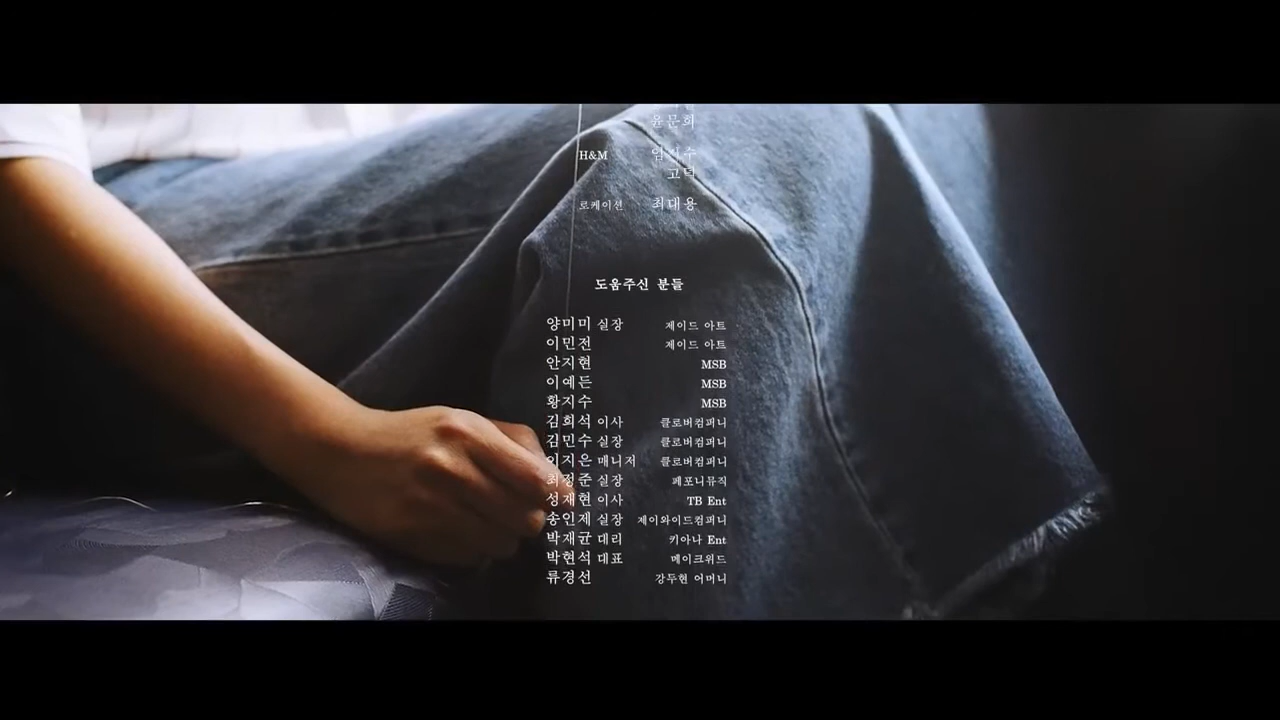 윤문희
H&M 임지수
고덕
로케이션 최대용
도움주신 분들
양미미 실장 제이드 아트
이민전 제이드 아트
안지현 MSB
이예든 MSB
황지수 MSB
김희석 이사 클로버컴퍼니
김민수 실장 클로버컴퍼니
이지은 매니저 클로버컴퍼니
최정준 실장 페포니뮤직
성재현 이사 TB Ent
송인제 실장 제이와이드컴퍼니
박재균 대리 키아나 Ent
박현석 대표 메이크위드
류경선 강두현 어머니